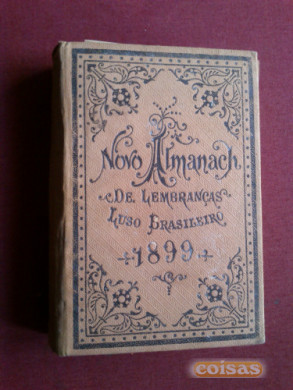 Novo Almanach
De Lembranças
Luso Brasileiro
1899
coisas